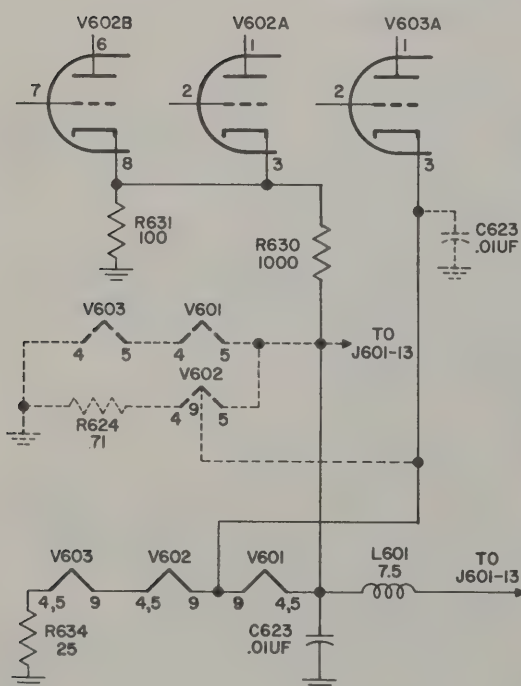 V602B V602A V603A
6 1 1
7 2 2
8 3 3
R631
100
R630
1000
C623
.01UF
V603 V601
4 5 4 5
TO
J601-13
V602
4 9 5
R624
.71
V603 V602 V601 L601
7.5
TO
J601-13
4,5 9 4,5 9 9 4,5
R634
25
C623
.01UF